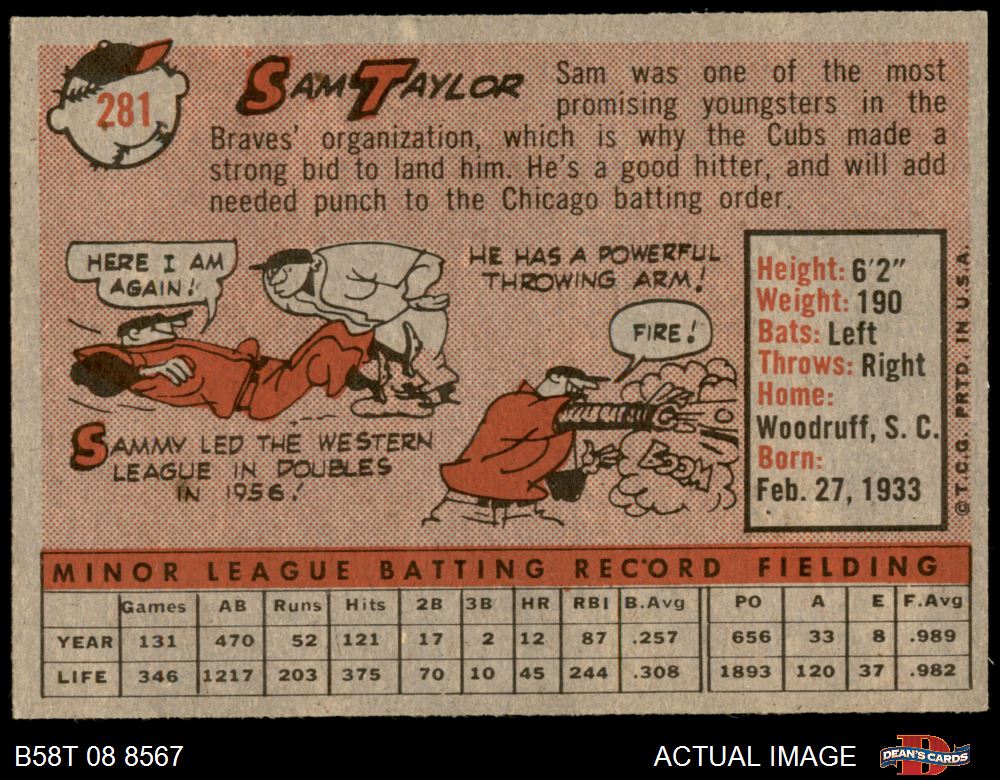 281
SAM TAYLOR
Sam was one of the most
promising youngsters in the
Braves' organization, which is why the Cubs made a
strong bid to land him. He's a good hitter, and will add
needed punch to the Chicago batting order.
HERE I AM
AGAIN!
SAMMY LED THE WESTERN
LEAGUE IN DOUBLES
IN 1956!
HE HAS A POWERFUL
THROWING ARM!
FIRE!
BOOM
Height: 6'2"
Weight: 190
Bats: Left
Throws: Right
Home:
Woodruff, S. C.
Born:
Feb. 27, 1933
©T.C.G. PRTD. IN U.S.A.
MINOR LEAGUE BATTING RECORD FIELDING
Games AB Runs Hits 2B 3B HR RBI B.Avg PO A E F.Avg
YEAR 131 470 52 121 17 2 12 87 .257 656 33 8 .989
LIFE 346 1217 203 375 70 10 45 244 .308 1893 120 37 .982
B58T 08 8567
ACTUAL IMAGE
DEAN'S CARDS